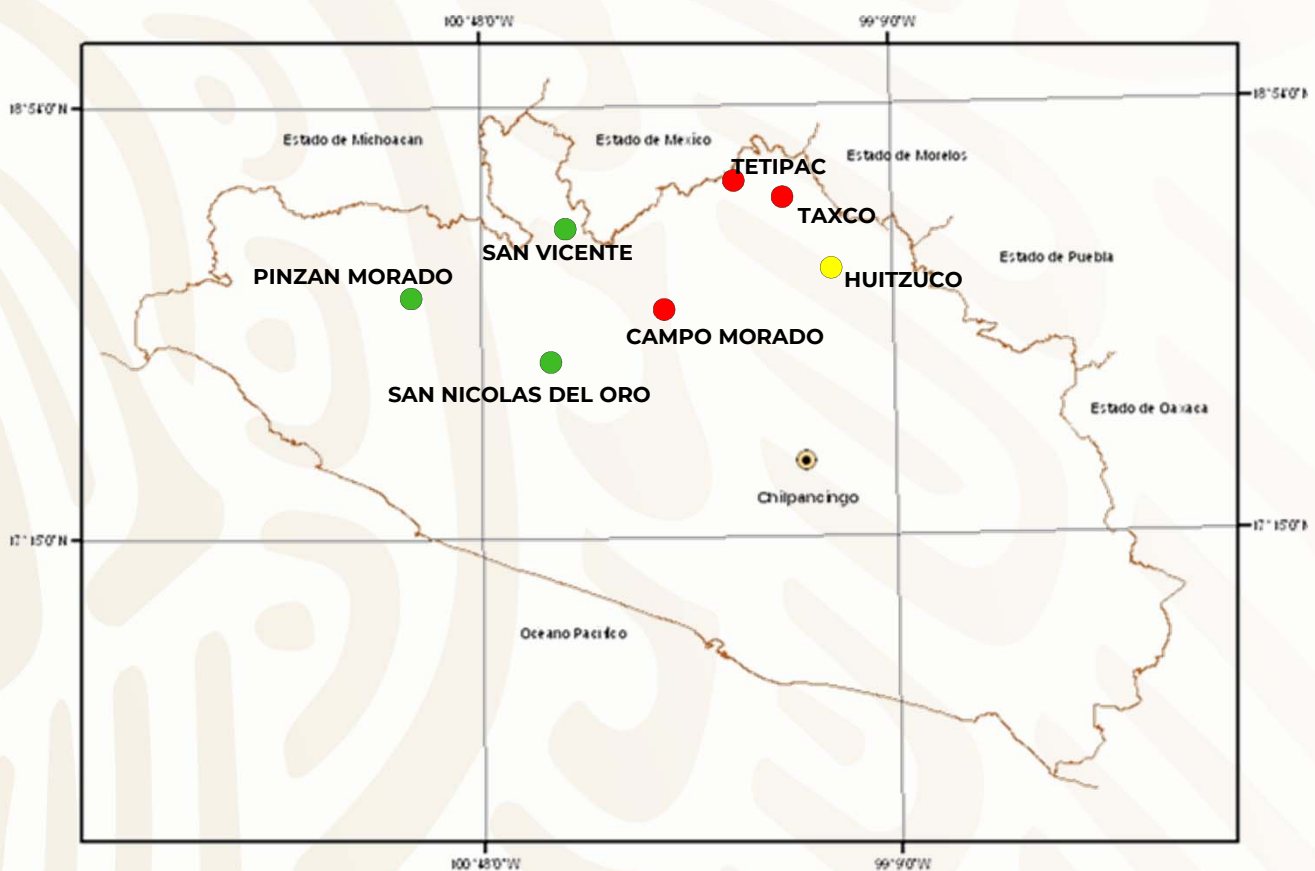 100°48'0"W
99°9'0"W
18°54'0"N
18°54'0"N
Estado de Michoacan
Estado de Mexico
Estado de Morelos
TETIPAC
TAXCO
SAN VICENTE
Estado de Puebla
PINZAN MORADO
HUITZUCO
CAMPO MORADO
SAN NICOLAS DEL ORO
Estado de Oaxaca
Chilpancingo
17°15'0"N
17°15'0"N
Oceano Pacifico
100°48'0"W
99°9'0"W